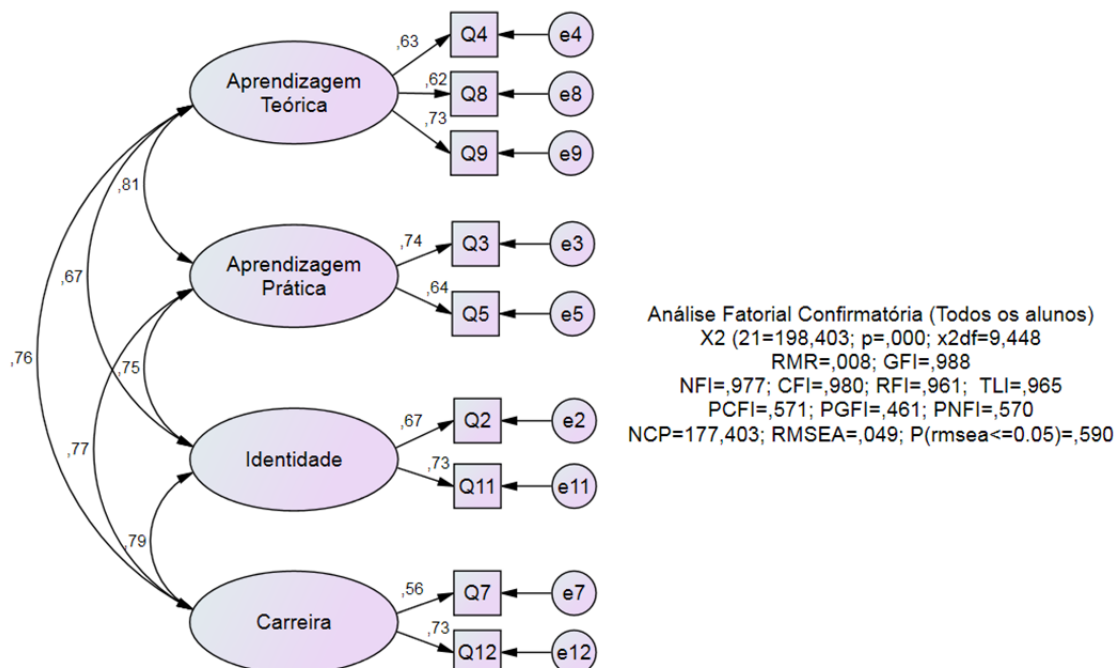 ,63
Q4
e4
Aprendizagem
Teórica
,62
Q8
e8
,73
Q9
e9
,81
,74
Q3
e3
Aprendizagem
Prática
,64
Q5
e5
,67
,76
,75
,67
Q2
e2
,77
Identidade
,73
Q11
e11
,79
,56
Q7
e7
Carreira
,73
Q12
e12
Análise Fatorial Confirmatória (Todos os alunos)
X2 (21=198,403; p=,000; x2df=9,448
RMR=,008; GFI=,988
NFI=,977; CFI=,980; RFI=,961; TLI=,965
PCFI=,571; PGFI=,461; PNFI=,570
NCP=177,403; RMSEA=,049; P(rmsea<=0.05)=,590